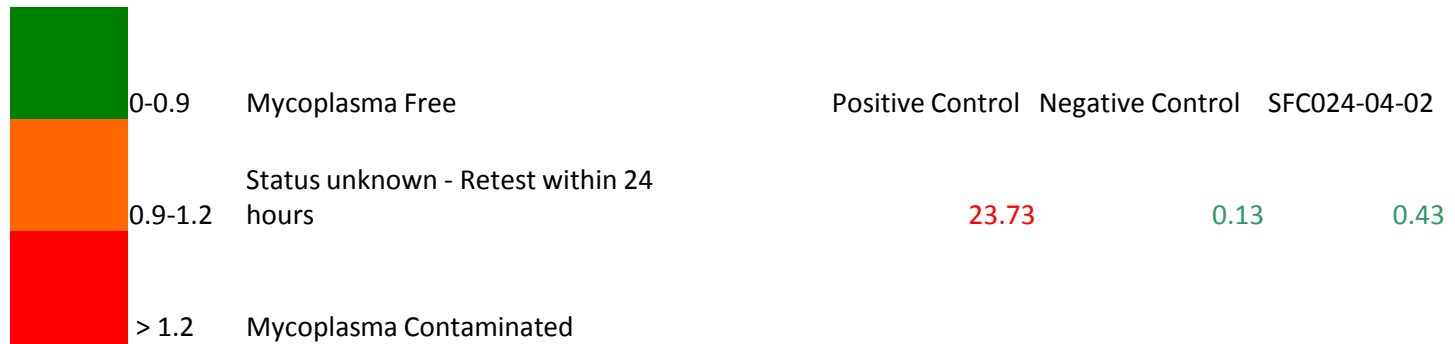 0-0.9 Mycoplasma Free Positive Control Negative Control SFC024-04-02
Status unknown - Retest within 24
0.9-1.2 hours 23.73 0.13 0.43
> 1.2 Mycoplasma Contaminated